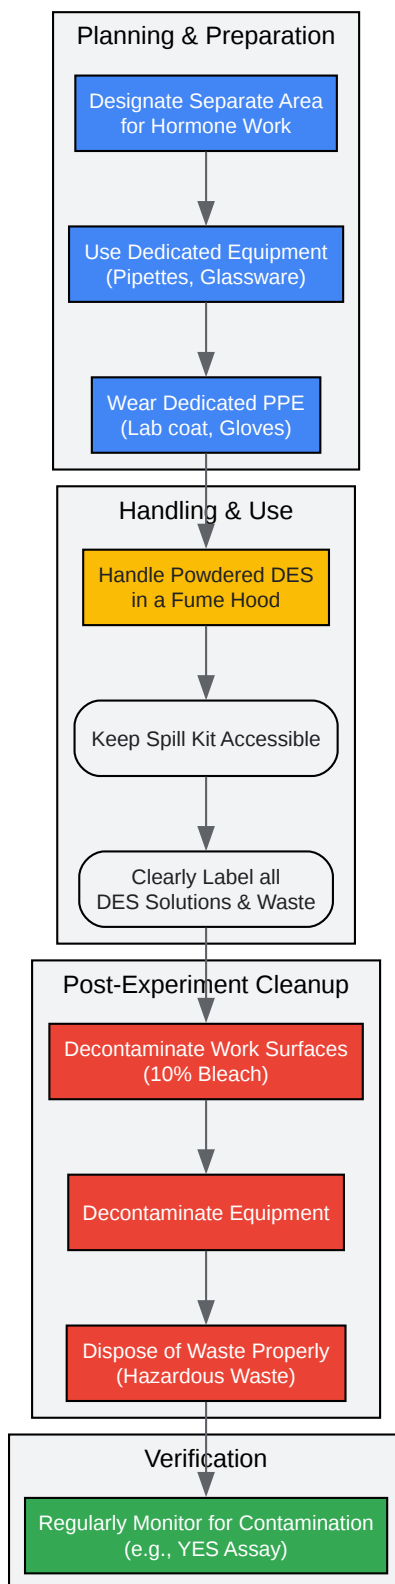 Planning & Preparation
Designate Separate Area
for Hormone Work
Use Dedicated Equipment
(Pipettes, Glassware)
Wear Dedicated PPE
(Lab coat, Gloves)
Handling & Use
Handle Powdered DES
in a Fume Hood
Keep Spill Kit Accessible
Clearly Label all
DES Solutions & Waste
Post-Experiment Cleanup
Decontaminate Work Surfaces
(10% Bleach)
Decontaminate Equipment
Dispose of Waste Properly
(Hazardous Waste)
Verification
Regularly Monitor for Contamination
(e.g., YES Assay)